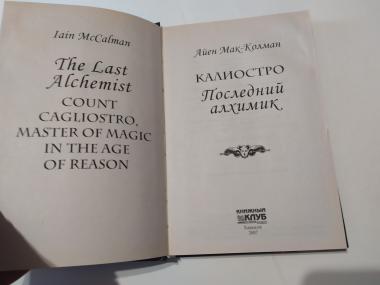 Iain McCalman
The Last
Alchemist
COUNT
CAGLIOSTRO,
MASTER OF MAGIC
IN THE AGE
OF REASON
Айен Мак-Колман
КАЛИОСТРО
Последний
алхимик
КНИЖНЫЙ
КЛУБ
2007